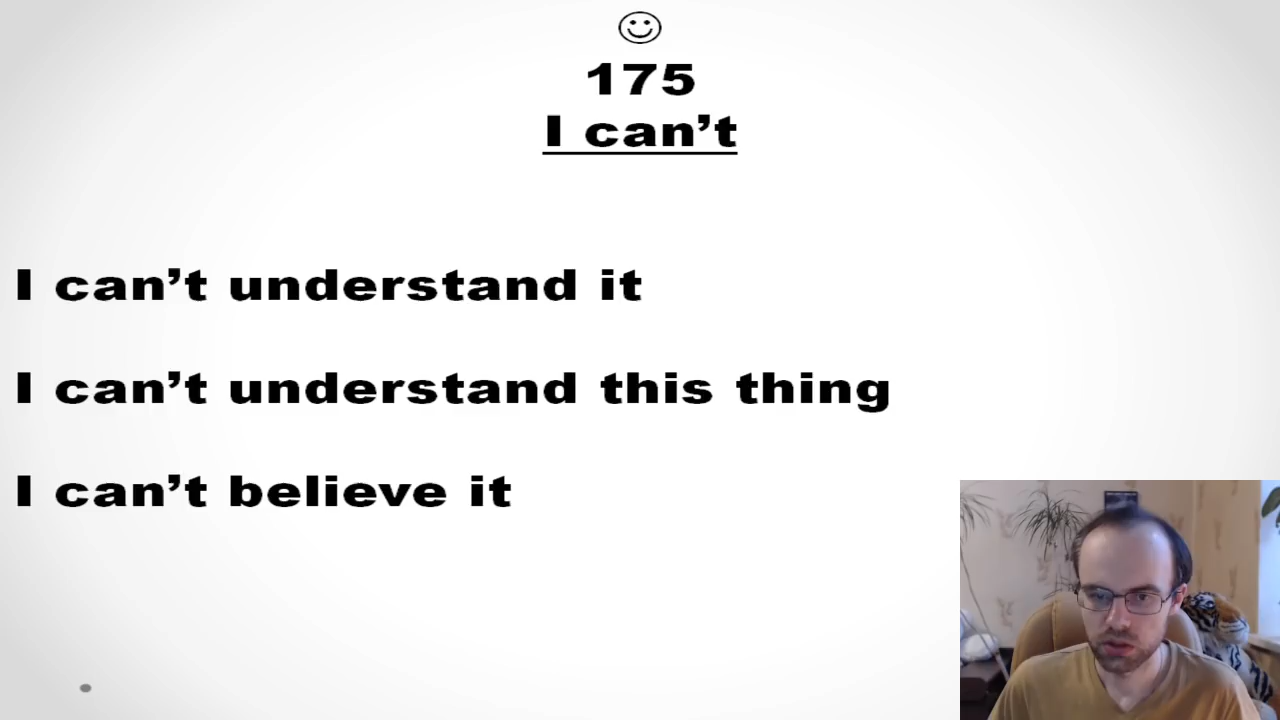 175
I can’t
I can’t understand it
I can’t understand this thing
I can’t believe it